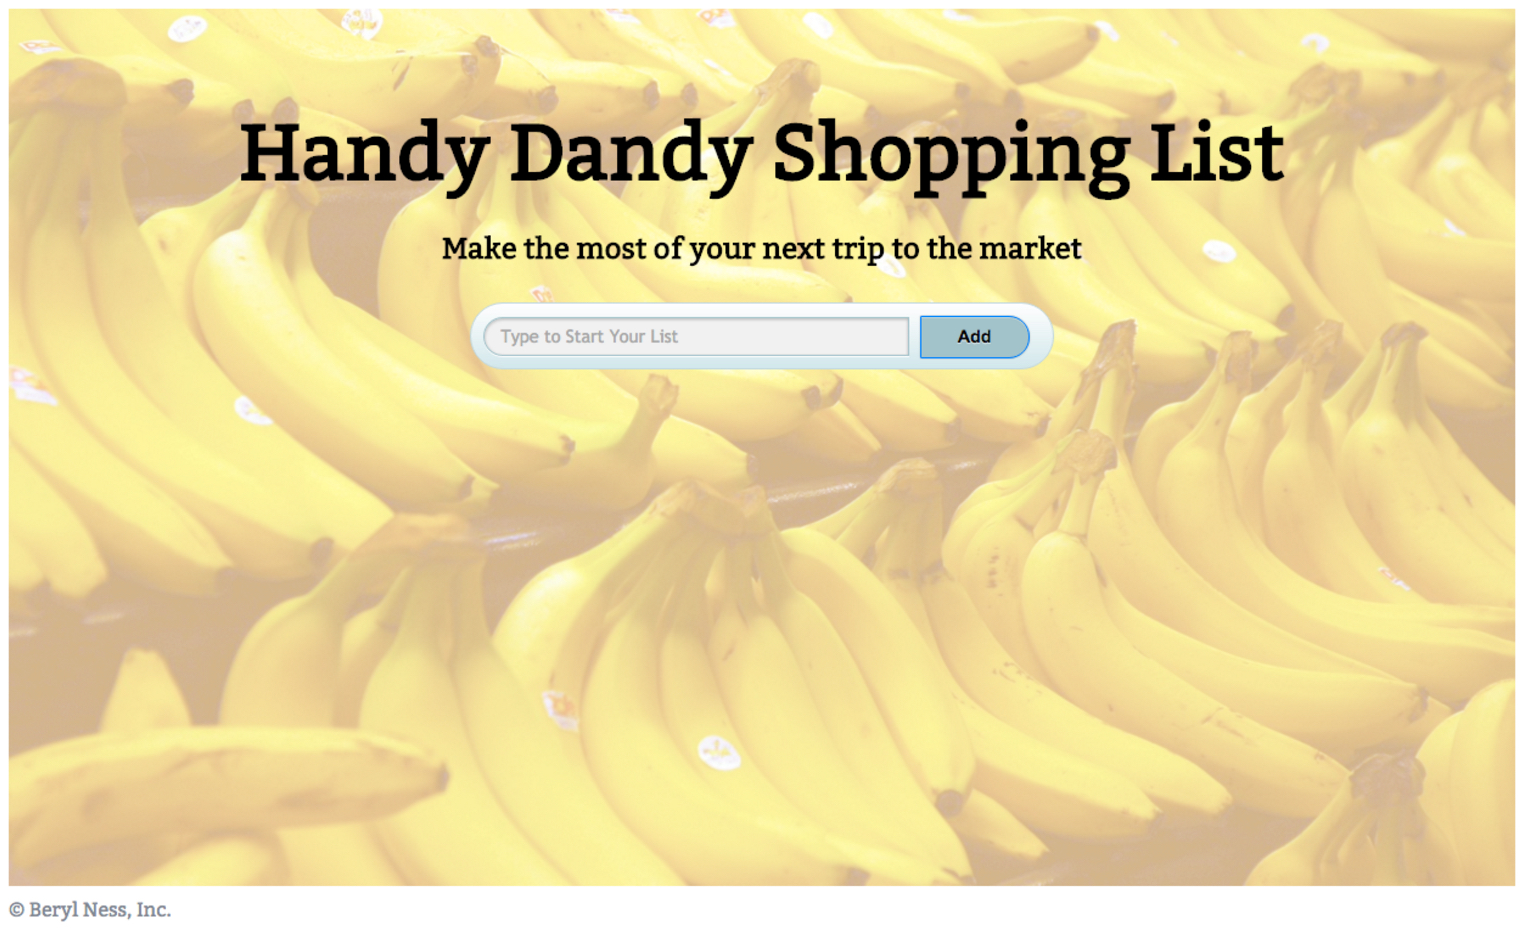 Handy Dandy Shopping List
Make the most of your next trip to the market
Type to Start Your List
Add
© Beryl Ness, Inc.